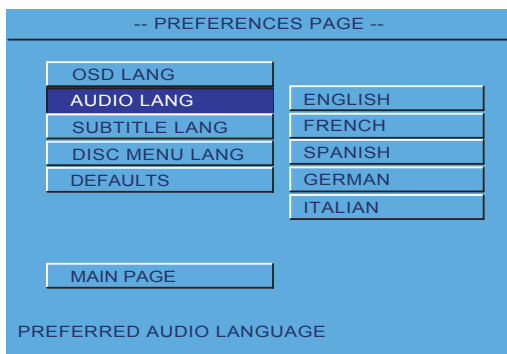 -- PREFERENCES PAGE --
OSD LANG
AUDIO LANG
SUBTITLE LANG
DISC MENU LANG
DEFAULTS
ENGLISH
FRENCH
SPANISH
GERMAN
ITALIAN
MAIN PAGE
PREFERRED AUDIO LANGUAGE